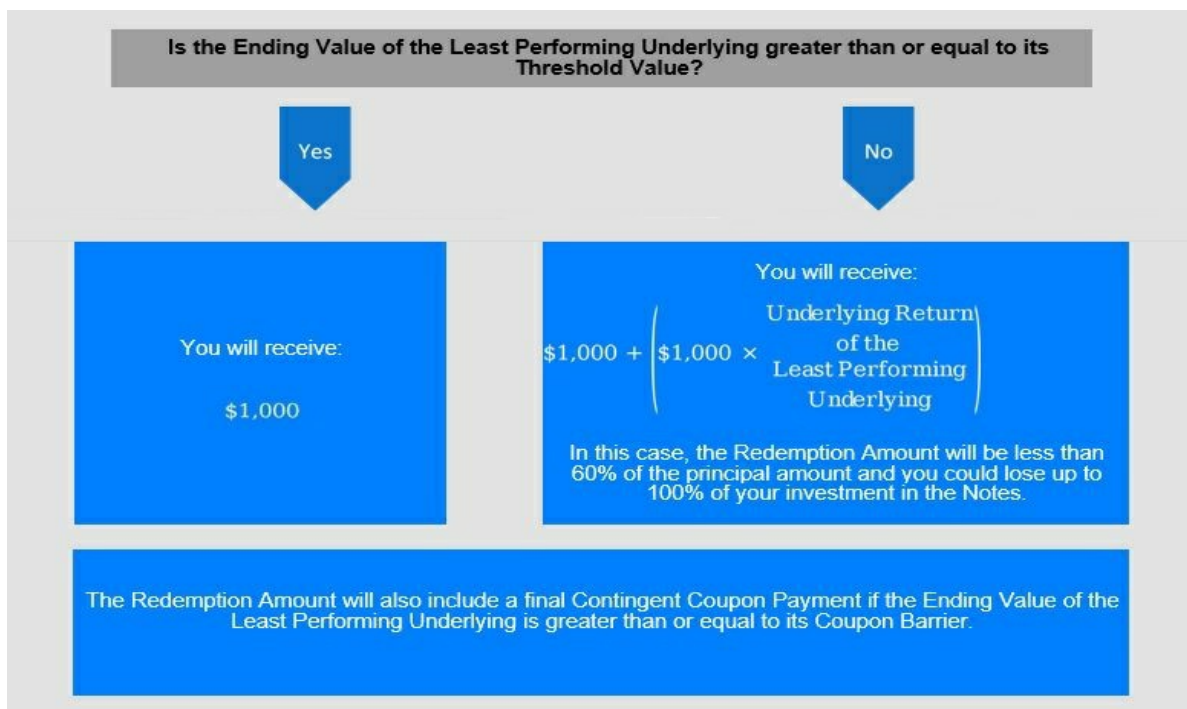 Is the Ending Value of the Least Performing Underlying greater than or equal to its
Threshold Value?
Yes
No
You will receive:
$1,000
You will receive:
$1,000 + ($1,000 × Underlying Return
of the
Least Performing
Underlying)
In this case, the Redemption Amount will be less than
60% of the principal amount and you could lose up to
100% of your investment in the Notes.
The Redemption Amount will also include a final Contingent Coupon Payment if the Ending Value of the
Least Performing Underlying is greater than or equal to its Coupon Barrier.